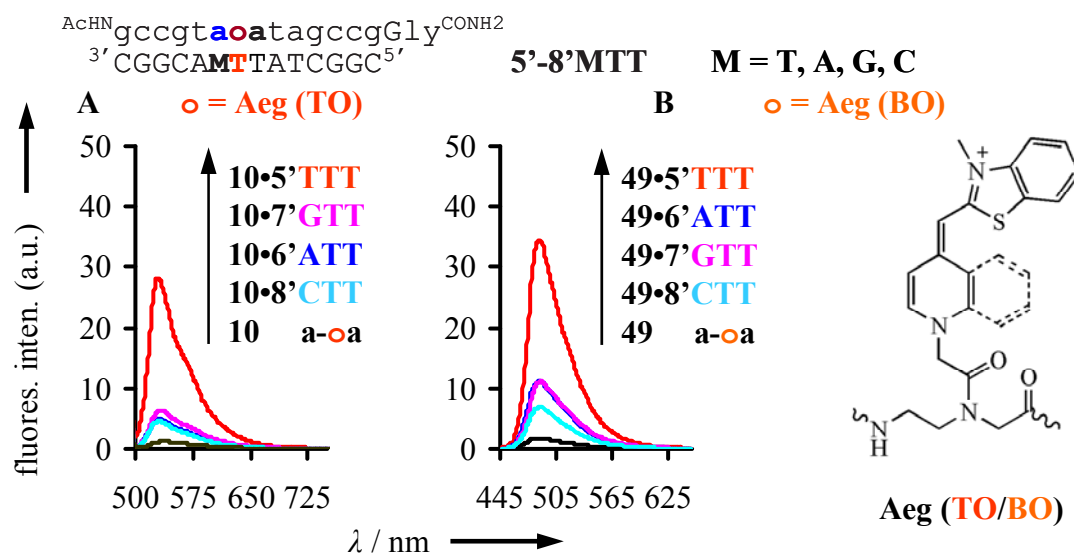 AcHNgccgtaoatagccgGlyCONH2
3'CGGCAMTTATCGGC5' 5'-8'MTT M = T, A, G, C
A o = Aeg (TO) B o = Aeg (BO)
fluores. inten. (a.u.)
50
40
30
20
10
0
10•5'TTT
10•7'GTT
10•6'ATT
10•8'CTT
10 a-oa
500 575 650 725
50
40
30
20
10
0
49•5'TTT
49•6'ATT
49•7'GTT
49•8'CTT
49 a-oa
445 505 565 625
λ / nm
N
+
S
N
O
N
O
N
H
Aeg (TO/BO)